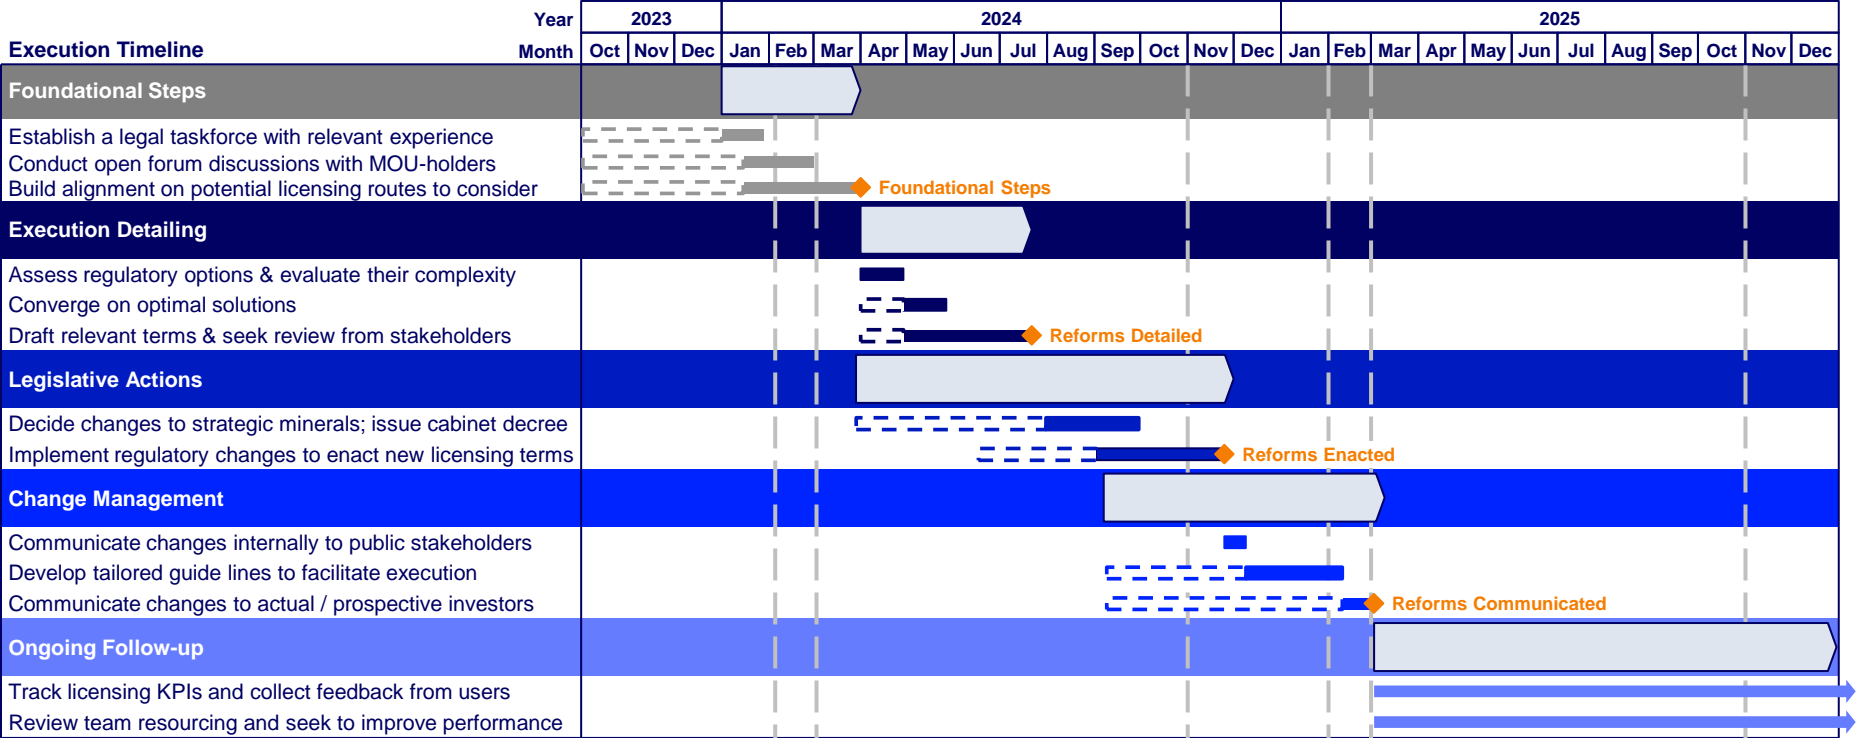 Year 2023 2024 2025
Execution Timeline Month Oct Nov Dec Jan Feb Mar Apr May Jun Jul Aug Sep Oct Nov Dec Jan Feb Mar Apr May Jun Jul Aug Sep Oct Nov Dec
Foundational Steps
Establish a legal taskforce with relevant experience
Conduct open forum discussions with MOU-holders
Build alignment on potential licensing routes to consider Foundational Steps
Execution Detailing
Assess regulatory options & evaluate their complexity
Converge on optimal solutions
Draft relevant terms & seek review from stakeholders Reforms Detailed
Legislative Actions
Decide changes to strategic minerals; issue cabinet decree
Implement regulatory changes to enact new licensing terms Reforms Enacted
Change Management
Communicate changes internally to public stakeholders
Develop tailored guide lines to facilitate execution
Communicate changes to actual / prospective investors Reforms Communicated
Ongoing Follow-up
Track licensing KPIs and collect feedback from users
Review team resourcing and seek to improve performance